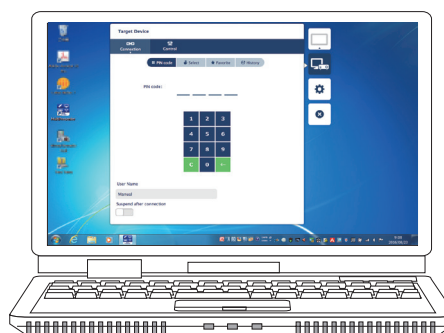 Target Device
Connection
Control
PIN code
Select
Favorite
History
PIN code:
1 2 3
4 5 6
7 8 9
C 0 ←
User Name
Manual
Suspend after connection